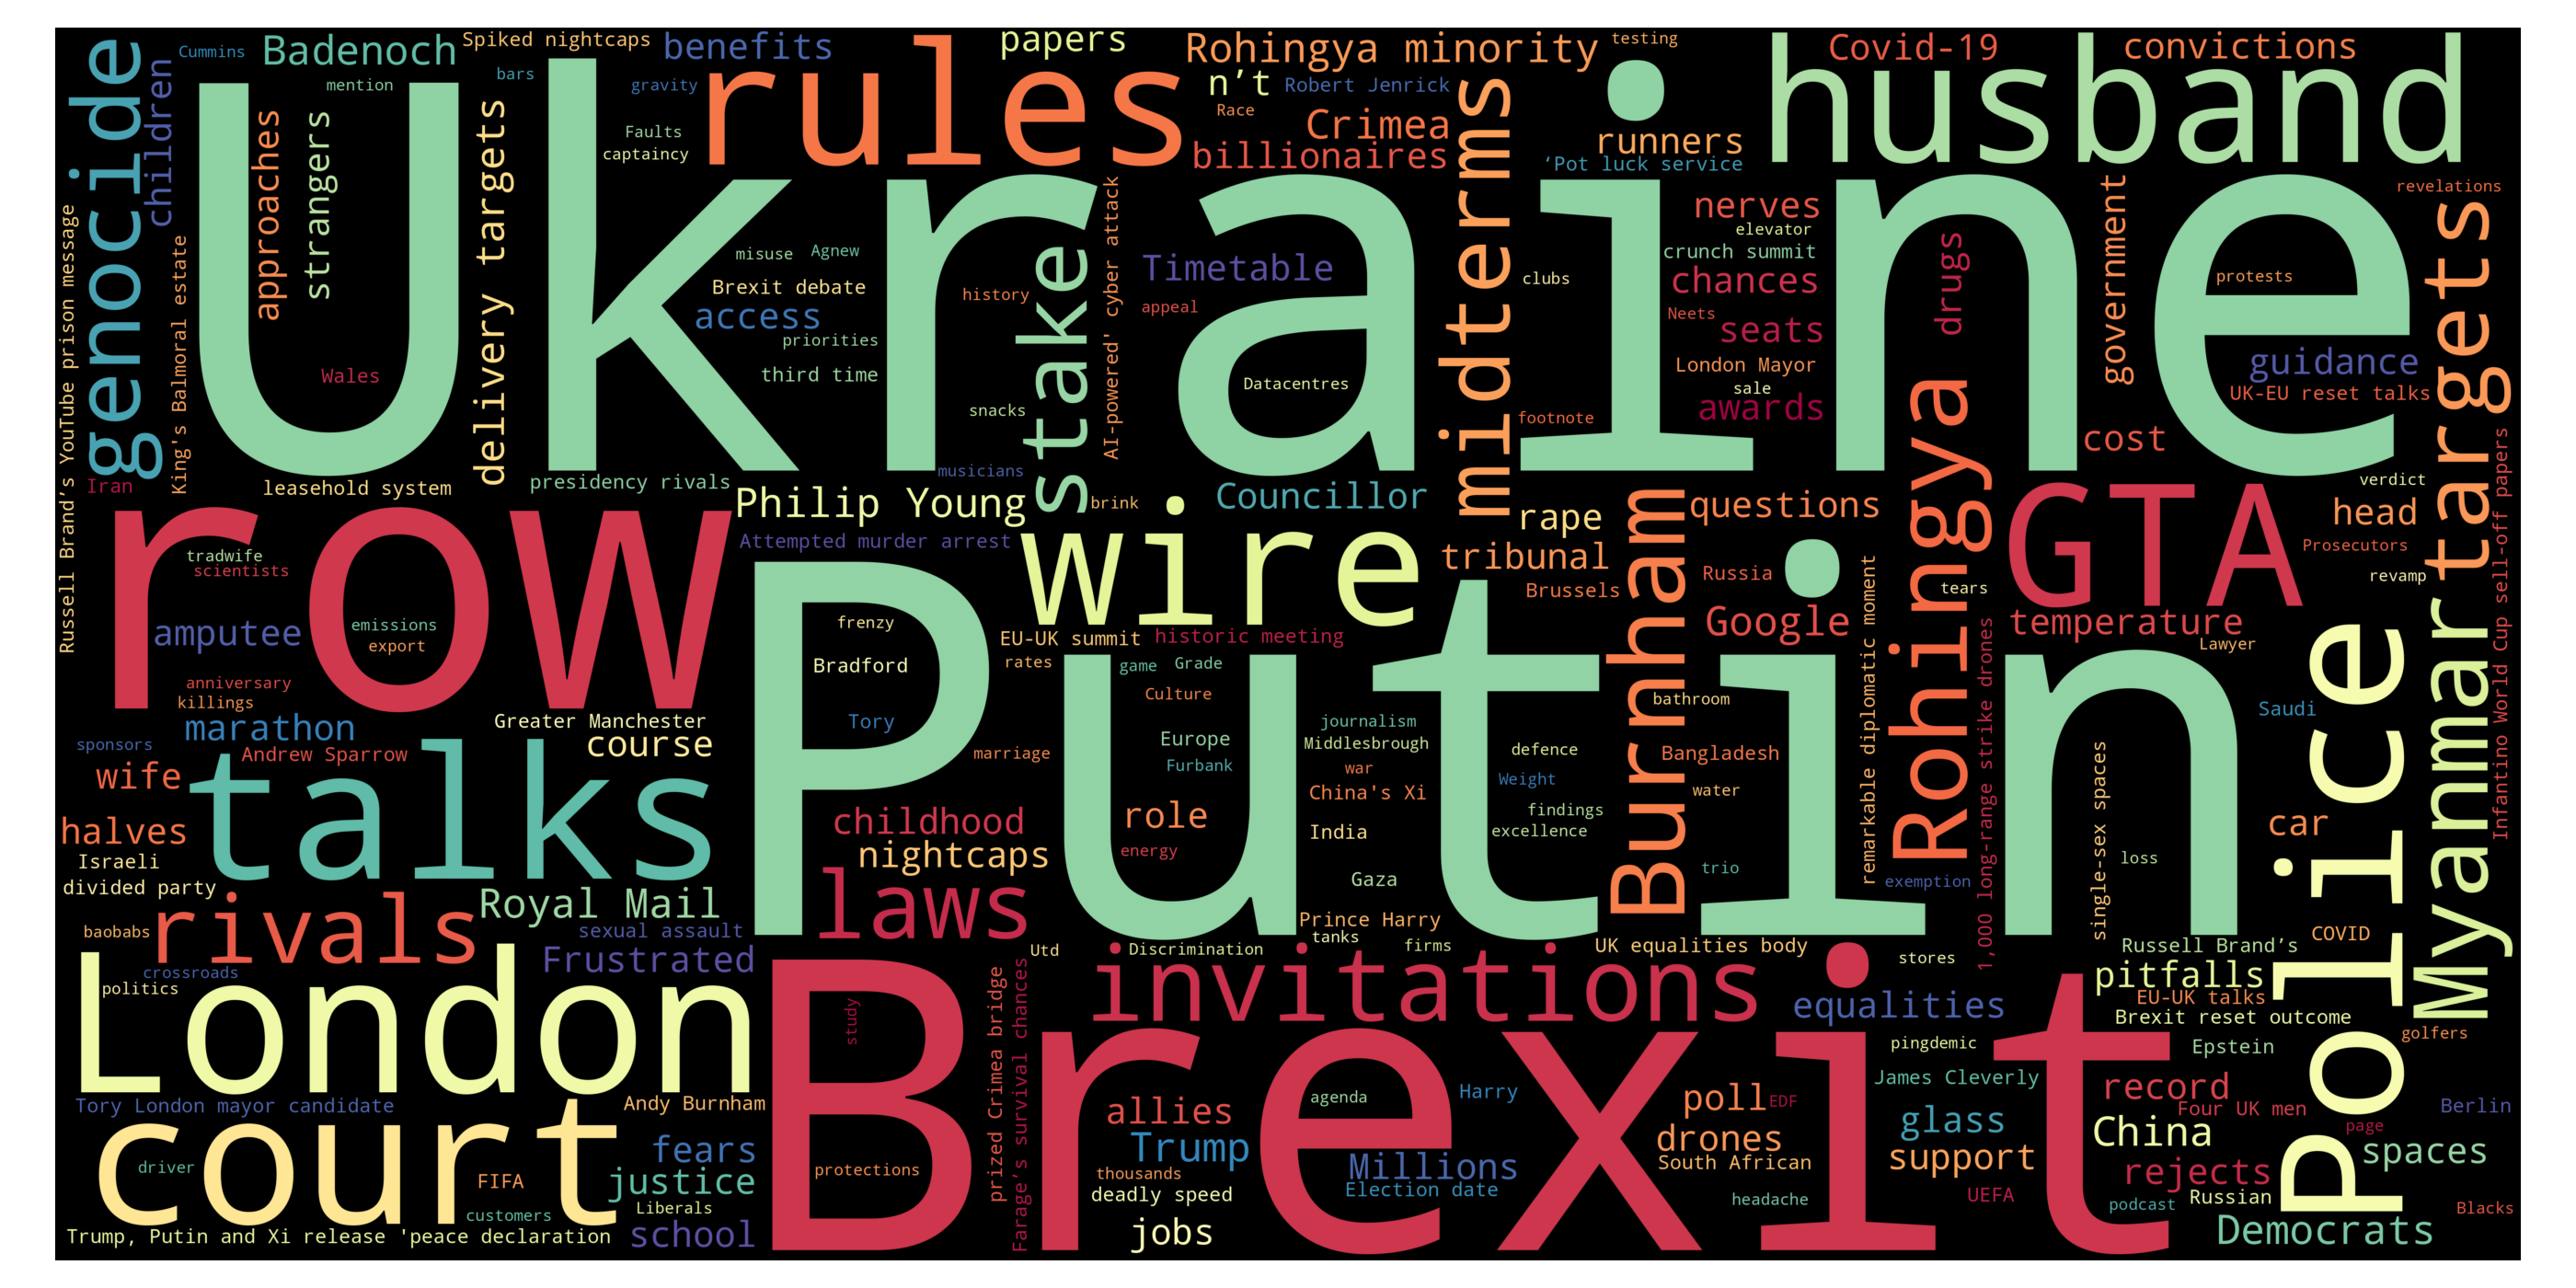 Cummins
Badenoch
Spiked nightcaps
benefits
papers
Rohingya minority
testing
Covid-19
convictions
genocide
children
mention
bars
gravity
rules
n’t
Robert Jenrick
husband
Ukraine
approaches
strangers
delivery targets
Faults
captaincy
Race
Crimea
billionaires
midterms
runners
‘Pot luck service
revelations
Russell Brand’s YouTube prison message
King's Balmoral estate
misuse
Agnew
Brexit debate
access
priorities
third time
history
snacks
stake
AI-powered' cyber attack
Timetable
appeal
Datacentres
clubs
footnote
nerves
elevator
crunch summit
chances
Neets
seats
London Mayor
sale
awards
drugs
government
protests
guidance
UK-EU reset talks
cost
targets
Wales
Iran
leasehold system
presidency rivals
musicians
Philip Young
brink
Councillor
rape
questions
verdict
head
Infantino World Cup sell-off papers
row
Attempted murder arrest
wire
tribunal
Burnham
Rohingya
GTA
Prosecutors
revamp
tradwife
scientists
amputee
emissions
export
Putin
frenzy
Bradford
EU-UK summit
historic meeting
Brussels
Russia
Google
remarkable diplomatic moment
tears
temperature
Lawyer
Police
Myanmar
anniversary
killings
marathon
Greater Manchester
course
Tory
rates
game
Grade
Culture
journalism
bathroom
1,000 long-range strike drones
Saudi
sponsors
Andrew Sparrow
wife
talks
marriage
Europe
Furbank
Middlesbrough
war
China's Xi
defence
Weight
Bangladesh
water
single-sex spaces
halves
Israeli
divided party
childhood
nightcaps
role
energy
India
findings
excellence
trio
loss
car
Royal Mail
laws
Gaza
exemption
rivals
baobabs
sexual assault
Prince Harry
tanks
firms
UK equalities body
Russell Brand’s
COVID
London
crossroads
politics
Frustrated
Utd
Discrimination
invitations
stores
pitfalls
EU-UK talks
Brexit reset outcome
golfers
Brexit
study
prized Crimea bridge
Farage’s survival chances
equalities
pingdemic
Epstein
Tory London mayor candidate
Andy Burnham
allies
agenda
Harry
poll
EDF
James Cleverly
record
Four UK men
Berlin
court
driver
FIFA
fears
justice
protections
Trump
thousands
deadly speed
Millions
Election date
drones
South African
glass
support
China
page
spaces
rejects
customers
Liberals
headache
UEFA
podcast
Russian
Blacks
Trump, Putin and Xi release 'peace declaration
school
jobs
Democrats